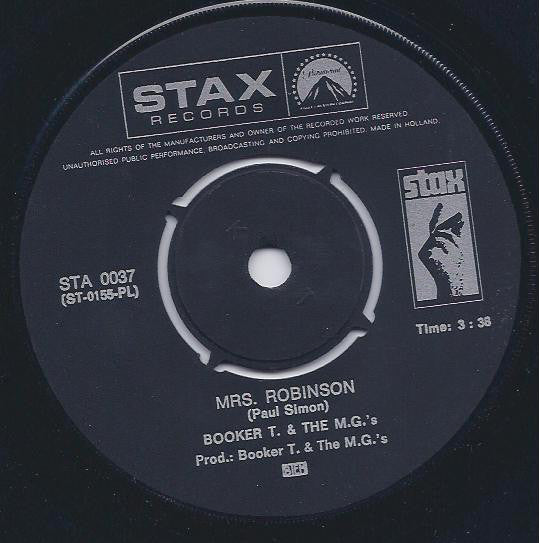 STAX
RECORDS
Paramount
ALL RIGHTS OF THE MANUFACTURERS AND OWNER OF THE RECORDED WORK RESERVED.
UNAUTHORISED PUBLIC PERFORMANCE, BROADCASTING AND COPYING PROHIBITED. MADE IN HOLLAND.
stax
STA 0037
(ST-0155-PL)
Time: 3 : 38
MRS. ROBINSON
(Paul Simon)
BOOKER T. & THE M.G.'s
Prod.: Booker T. & The M.G.'s